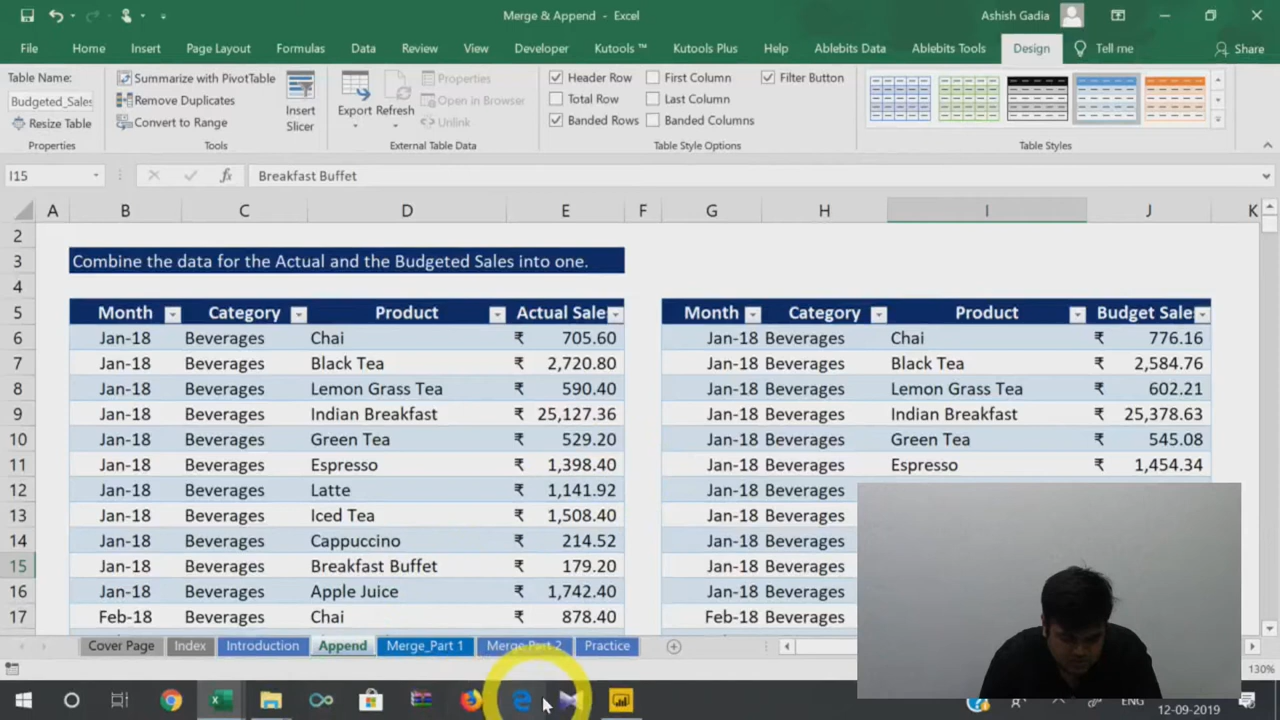 Merge & Append - Excel
Ashish Gadia
File Home Insert Page Layout Formulas Data Review View Developer Kutools ™ Kutools Plus Help Ablebits Data Ablebits Tools Design Tell me Share
Table Name:
Budgeted_Sales
Resize Table
Properties
Summarize with PivotTable
Remove Duplicates
Convert to Range
Tools
Insert
Slicer
Export Refresh
Properties
Open in Browser
Unlink
External Table Data
Header Row First Column Filter Button
Total Row Last Column
Banded Rows Banded Columns
Table Style Options
Table Styles
I15 fx Breakfast Buffet
A B C D E F G H I J K
2
3 Combine the data for the Actual and the Budgeted Sales into one.
4
5 Month Category Product Actual Sale Month Category Product Budget Sale
6 Jan-18 Beverages Chai ₹ 705.60 Jan-18 Beverages Chai ₹ 776.16
7 Jan-18 Beverages Black Tea ₹ 2,720.80 Jan-18 Beverages Black Tea ₹ 2,584.76
8 Jan-18 Beverages Lemon Grass Tea ₹ 590.40 Jan-18 Beverages Lemon Grass Tea ₹ 602.21
9 Jan-18 Beverages Indian Breakfast ₹ 25,127.36 Jan-18 Beverages Indian Breakfast ₹ 25,378.63
10 Jan-18 Beverages Green Tea ₹ 529.20 Jan-18 Beverages Green Tea ₹ 545.08
11 Jan-18 Beverages Espresso ₹ 1,398.40 Jan-18 Beverages Espresso ₹ 1,454.34
12 Jan-18 Beverages Latte ₹ 1,141.92 Jan-18 Beverages
13 Jan-18 Beverages Iced Tea ₹ 1,508.40 Jan-18 Beverages
14 Jan-18 Beverages Cappuccino ₹ 214.52 Jan-18 Beverages
15 Jan-18 Beverages Breakfast Buffet ₹ 179.20 Jan-18 Beverages
16 Jan-18 Beverages Apple Juice ₹ 1,742.40 Jan-18 Beverages
17 Feb-18 Beverages Chai ₹ 878.40 Feb-18 Beverages
Cover Page Index Introduction Append Merge_Part 1 Merge_Part 2 Practice
130%
ENG
12-09-2019